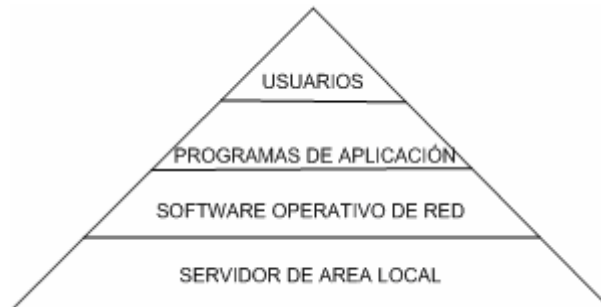 USUARIOS
PROGRAMAS DE APLICACIÓN
SOFTWARE OPERATIVO DE RED
SERVIDOR DE AREA LOCAL